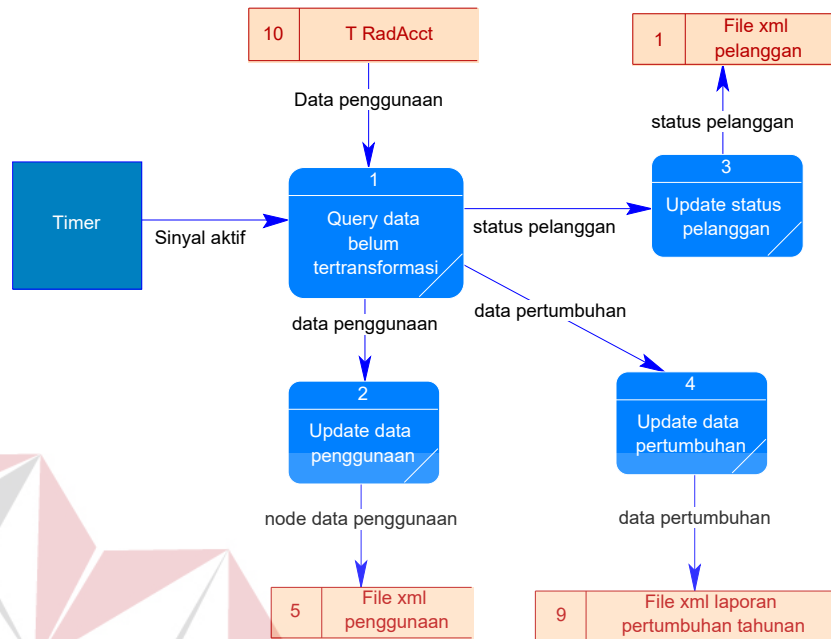 10
T RadAcct
1
File xml
pelanggan
Data penggunaan
status pelanggan
Timer
Sinyal aktif
1
Query data
belum
tertransformasi
status pelanggan
3
Update status
pelanggan
data penggunaan
data pertumbuhan
2
Update data
penggunaan
4
Update data
pertumbuhan
node data penggunaan
data pertumbuhan
5
File xml
penggunaan
9
File xml laporan
pertumbuhan tahunan